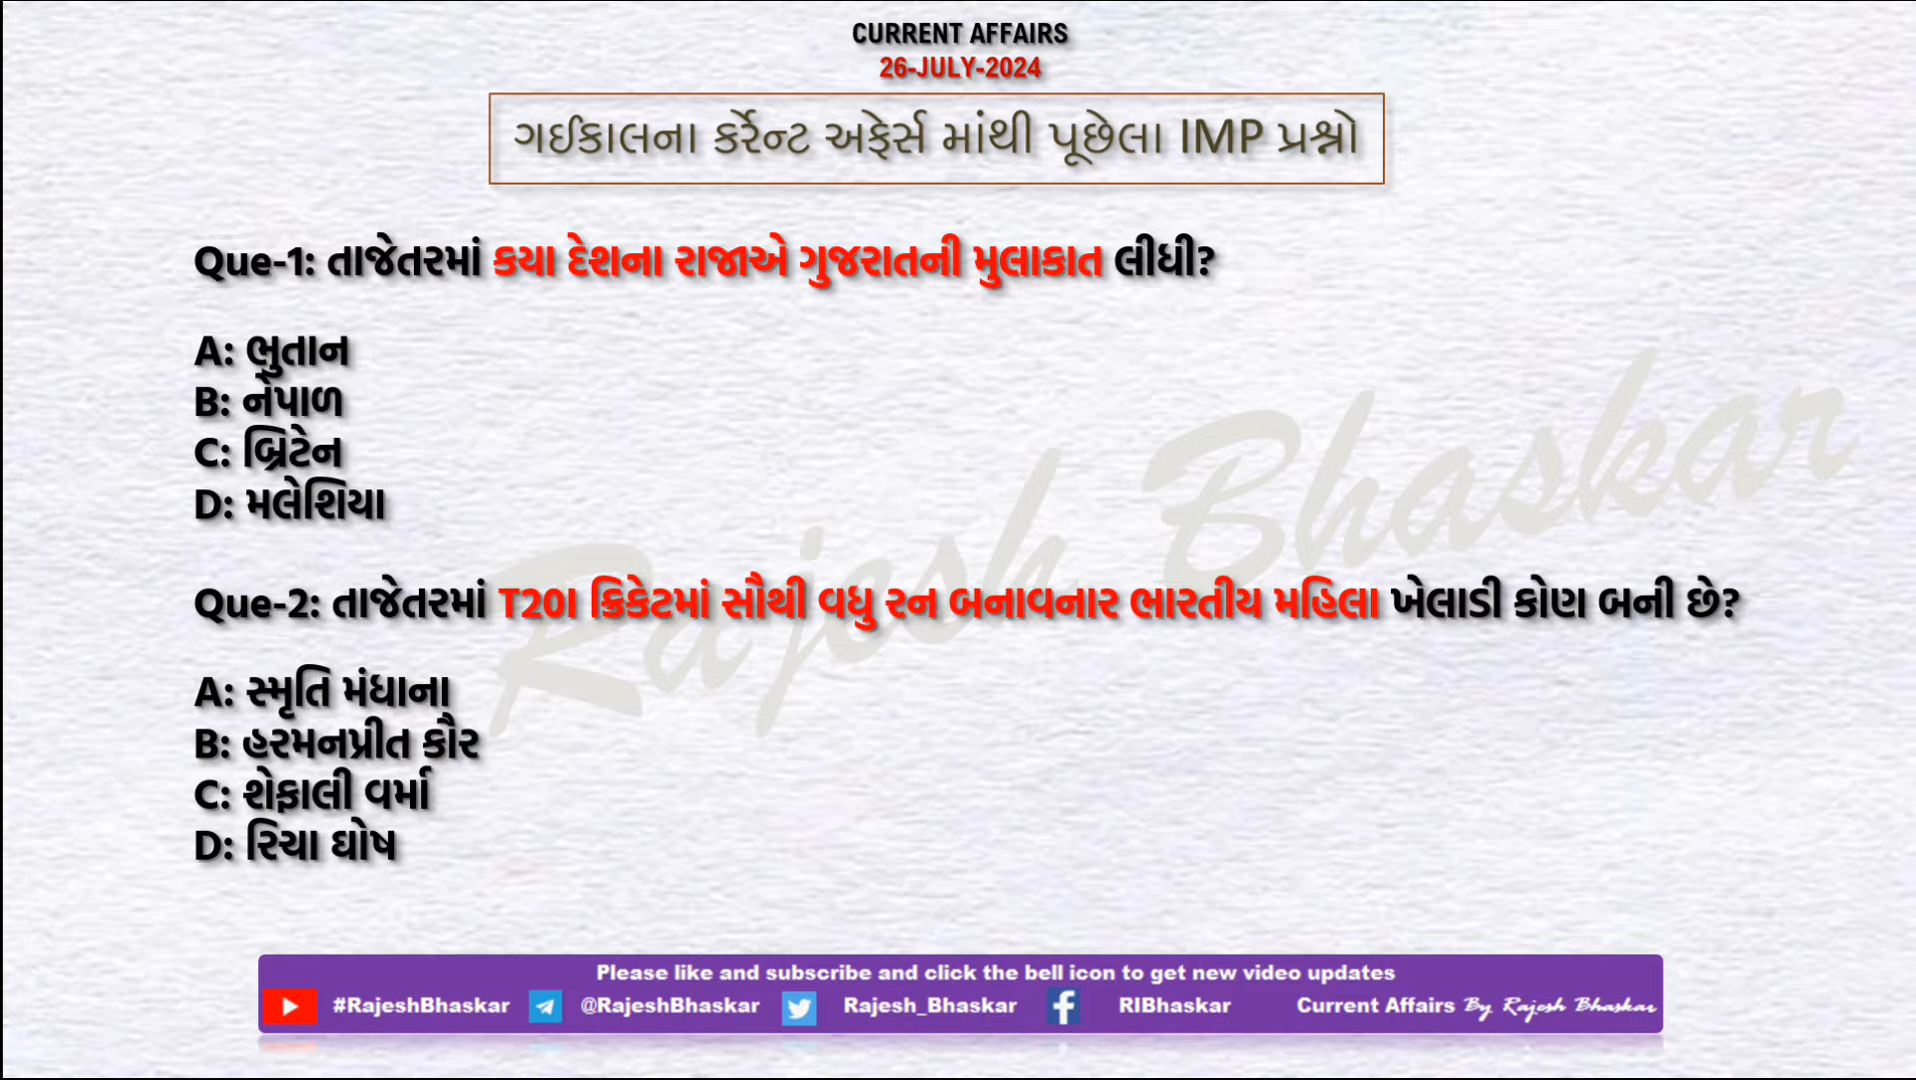 CURRENT AFFAIRS
26-JULY-2024
ગઈકાલના કર્રેન્ટ અફેર્સ માંથી પૂછેલા IMP પ્રશ્નો
Que-1: તાજેતરમાં કયા દેશના રાજાએ ગુજરાતની મુલાકાત લીધી?
A: ભુતાન
B: નેપાળ
C: બ્રિટેન
D: મલેશિયા
Que-2: તાજેતરમાં T20I ક્રિકેટમાં સૌથી વધુ રન બનાવનાર ભારતીય મહિલા ખેલાડી કોણ બની છે?
A: સ્મૃતિ મંધાના
B: હરમનપ્રીત કૌર
C: શેફાલી વર્મા
D: રિચા ઘોષ
Rajesh Bhaskar
Please like and subscribe and click the bell icon to get new video updates
#RajeshBhaskar @RajeshBhaskar Rajesh_Bhaskar RIBhaskar Current Affairs By Rajesh Bhaskar